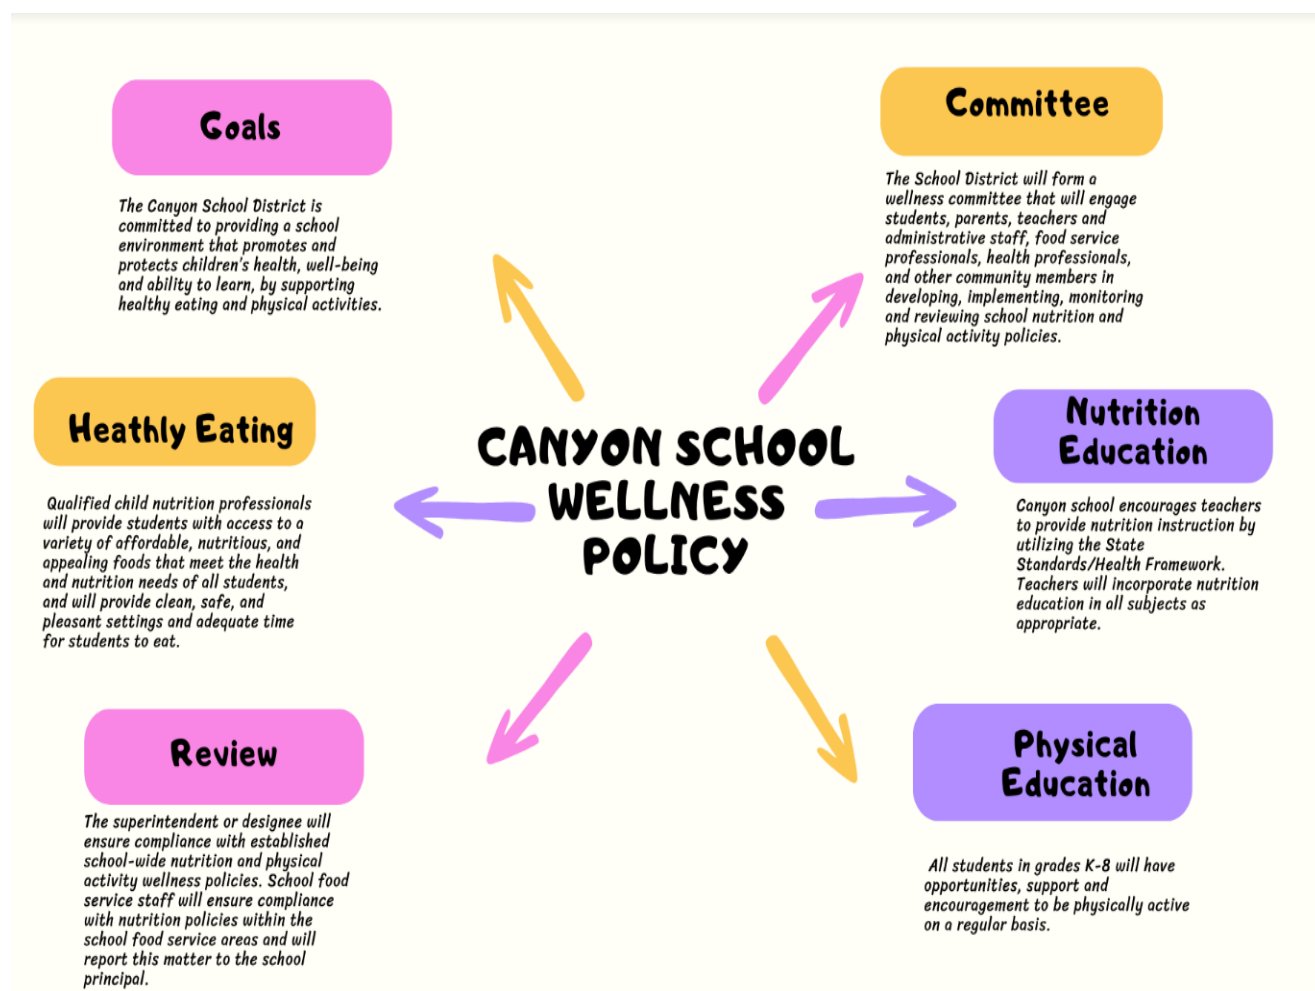 Goals
The Canyon School District is
committed to providing a school
environment that promotes and
protects children's health, well-being
and ability to learn, by supporting
healthy eating and physical activities.
Committee
The School District will form a
wellness committee that will engage
students, parents, teachers and
administrative staff, food service
professionals, health professionals,
and other community members in
developing, implementing, monitoring
and reviewing school nutrition and
physical activity policies.
Heathly Eating
Qualified child nutrition professionals
will provide students with access to a
variety of affordable, nutritious, and
appealing foods that meet the health
and nutrition needs of all students,
and will provide clean, safe, and
pleasant settings and adequate time
for students to eat.
CANYON SCHOOL
WELLNESS
POLICY
Nutrition
Education
Canyon school encourages teachers
to provide nutrition instruction by
utilizing the State
Standards/Health Framework.
Teachers will incorporate nutrition
education in all subjects as
appropriate.
Review
The superintendent or designee will
ensure compliance with established
school-wide nutrition and physical
activity wellness policies. School food
service staff will ensure compliance
with nutrition policies within the
school food service areas and will
report this matter to the school
principal.
Physical
Education
All students in grades K-8 will have
opportunities, support and
encouragement to be physically active
on a regular basis.